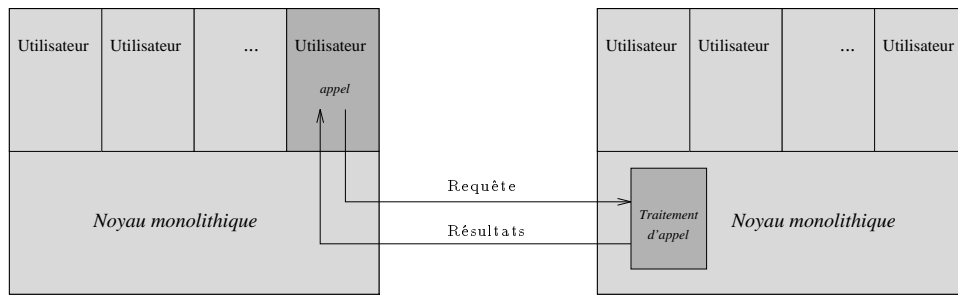 Utilisateur Utilisateur ... Utilisateur
appel
Noyau monolithique
Requête
Résultats
Utilisateur Utilisateur ... Utilisateur
Traitement
d'appel
Noyau monolithique